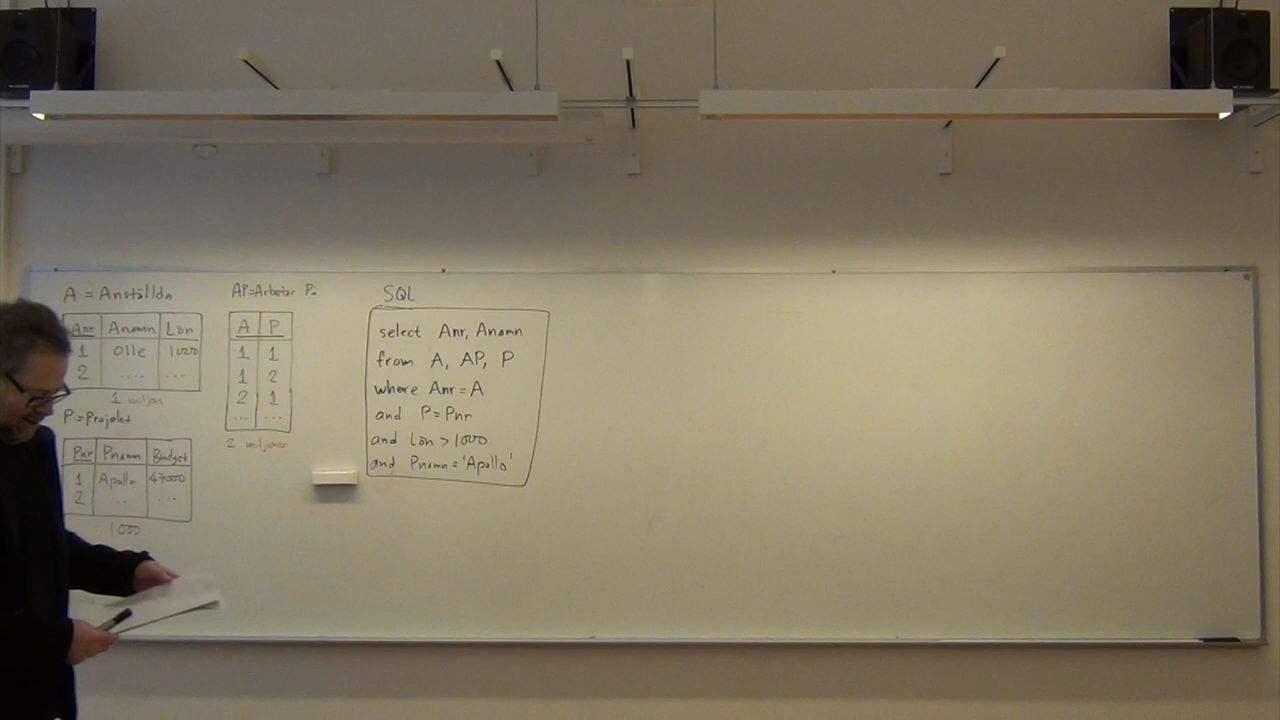 A = Anställda
Anr Anamn Lön
1 Olle 1000
2 .... ...
1 miljon
P=Projekt
Pnr Pnamn Budget
1 Apollo 47000
2 ... ...
1000
AP=Arbetar På
A P
1 1
1 2
2 1
... ...
2 miljoner
SQL
select Anr, Anamn
from A, AP, P
where Anr = A
and P = Pnr
and Lön > 1000
and Pnamn = 'Apollo'